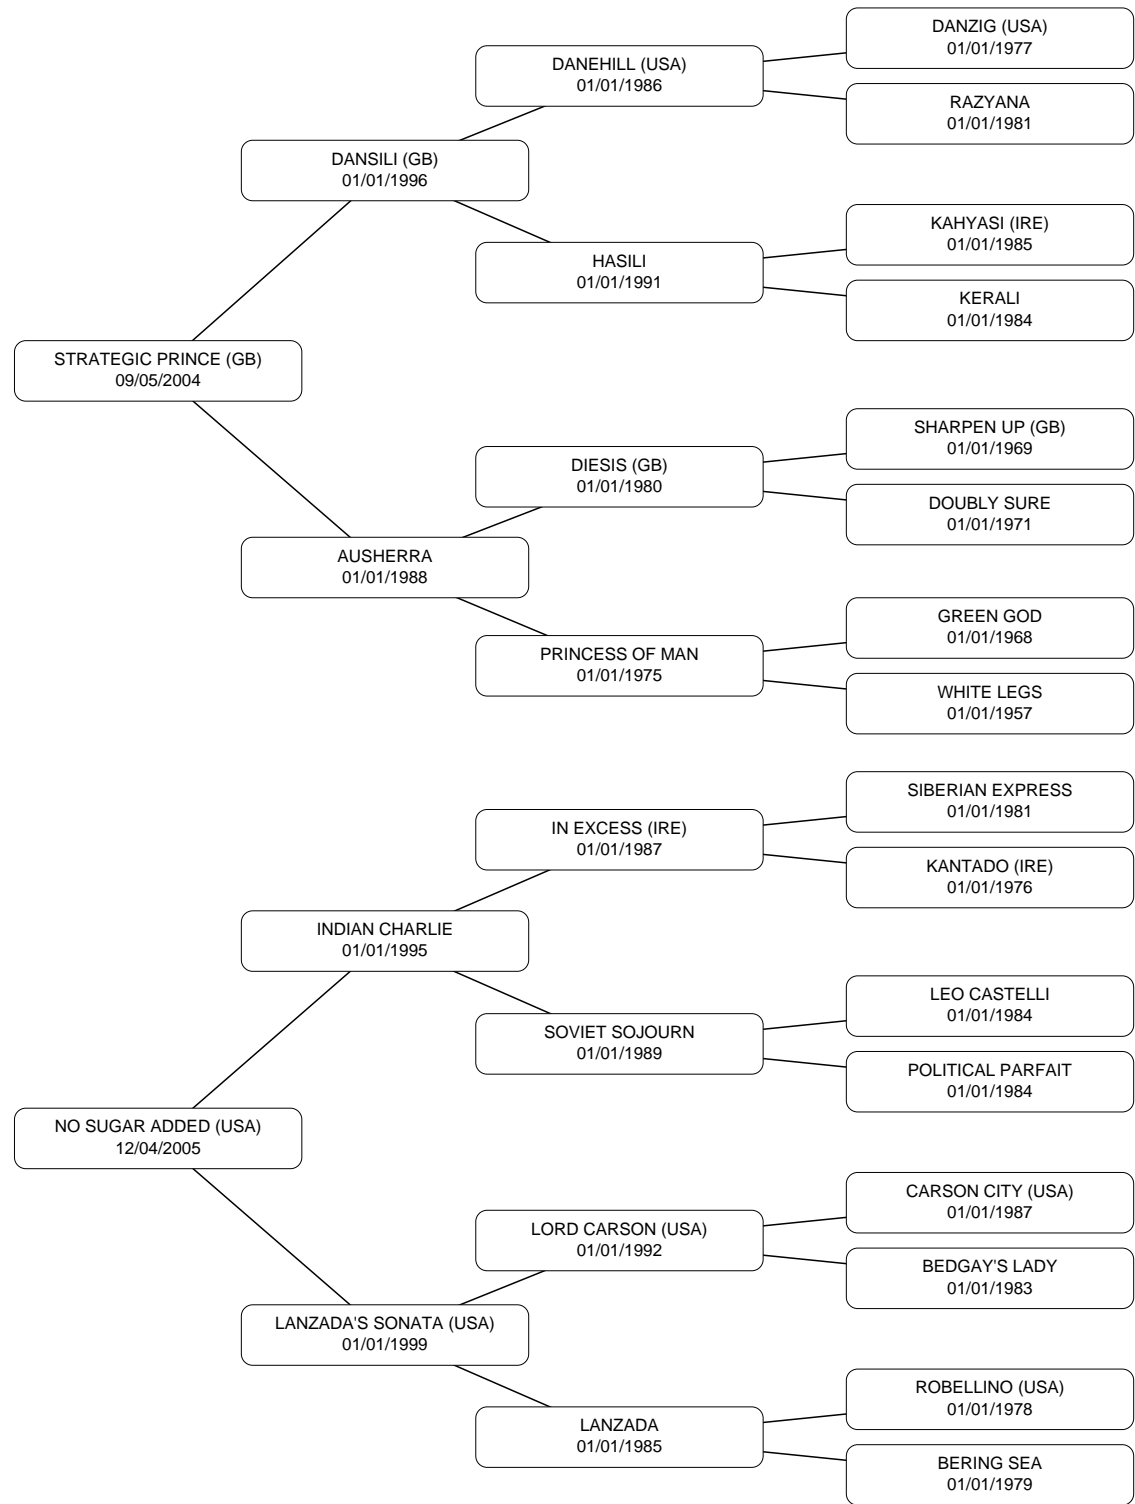 DANZIG (USA)
01/01/1977
DANEHILL (USA)
01/01/1986
RAZYANA
01/01/1981
DANSILI (GB)
01/01/1996
KAHYASI (IRE)
01/01/1985
HASILI
01/01/1991
KERALI
01/01/1984
STRATEGIC PRINCE (GB)
09/05/2004
SHARPEN UP (GB)
01/01/1969
DIESIS (GB)
01/01/1980
DOUBLY SURE
01/01/1971
AUSHERRA
01/01/1988
GREEN GOD
01/01/1968
PRINCESS OF MAN
01/01/1975
WHITE LEGS
01/01/1957
SIBERIAN EXPRESS
01/01/1981
IN EXCESS (IRE)
01/01/1987
KANTADO (IRE)
01/01/1976
INDIAN CHARLIE
01/01/1995
LEO CASTELLI
01/01/1984
SOVIET SOJOURN
01/01/1989
POLITICAL PARFAIT
01/01/1984
NO SUGAR ADDED (USA)
12/04/2005
CARSON CITY (USA)
01/01/1987
LORD CARSON (USA)
01/01/1992
BEDGAY'S LADY
01/01/1983
LANZADA'S SONATA (USA)
01/01/1999
ROBELLINO (USA)
01/01/1978
LANZADA
01/01/1985
BERING SEA
01/01/1979